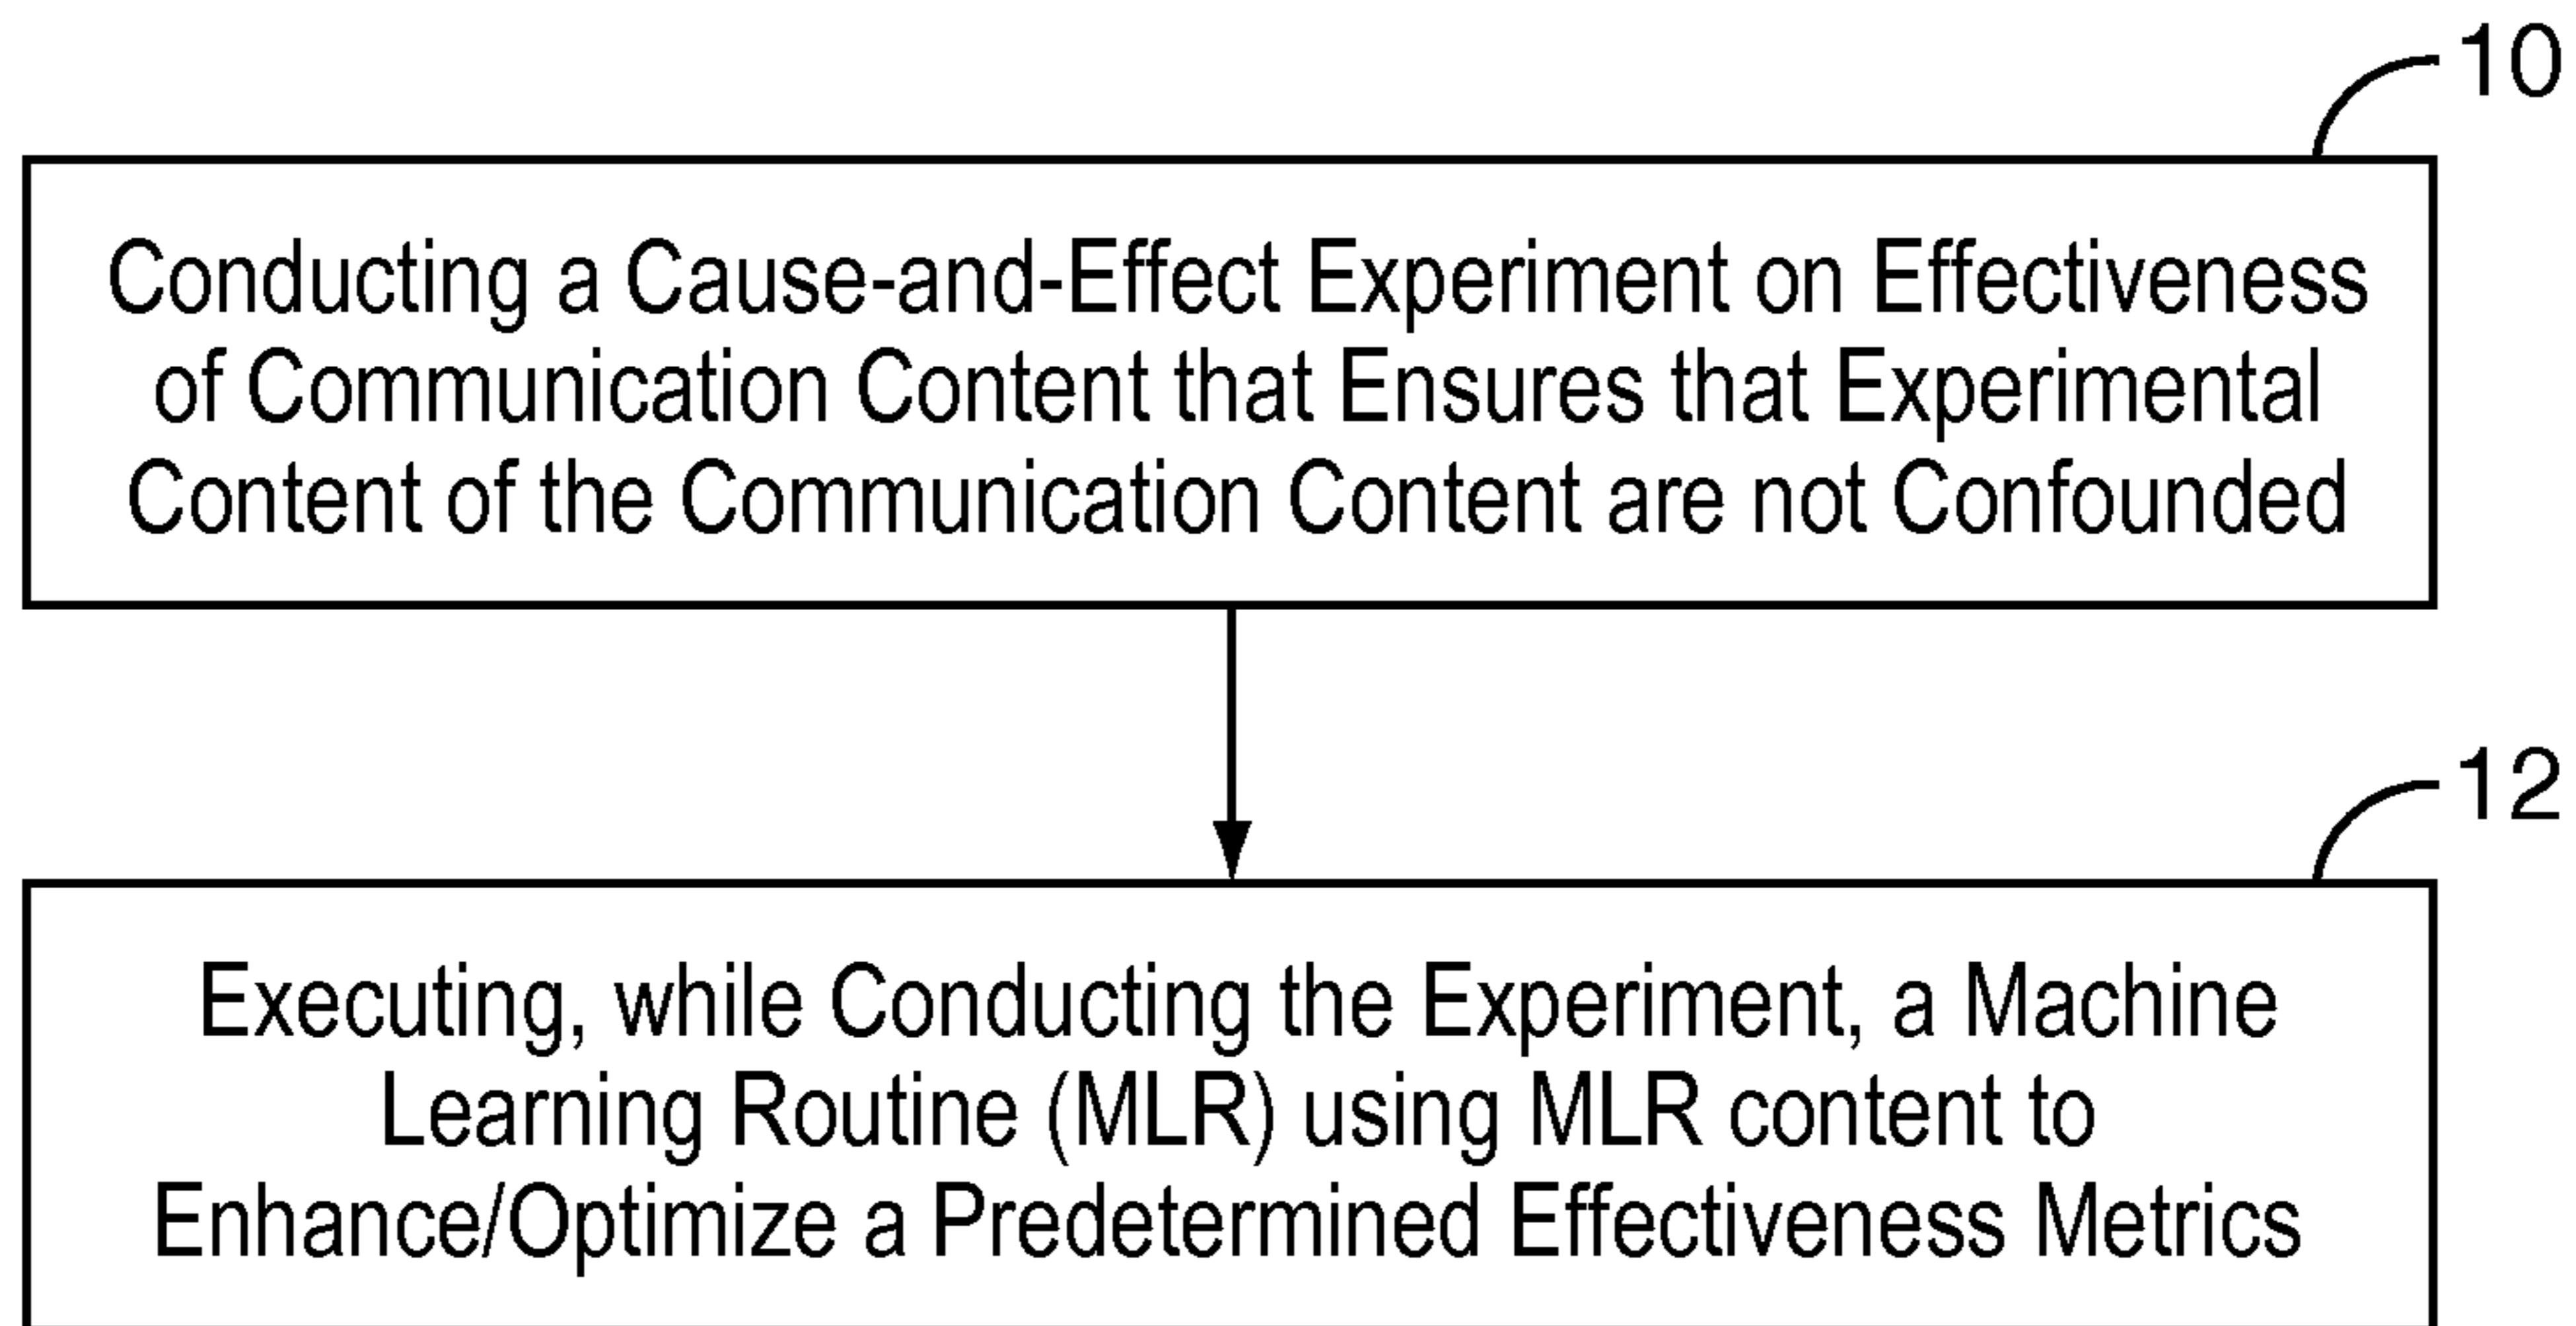 10
Conducting a Cause-and-Effect Experiment on Effectiveness
of Communication Content that Ensures that Experimental
Content of the Communication Content are not Confounded
12
Executing, while Conducting the Experiment, a Machine
Learning Routine (MLR) using MLR content to
Enhance/Optimize a Predetermined Effectiveness Metrics